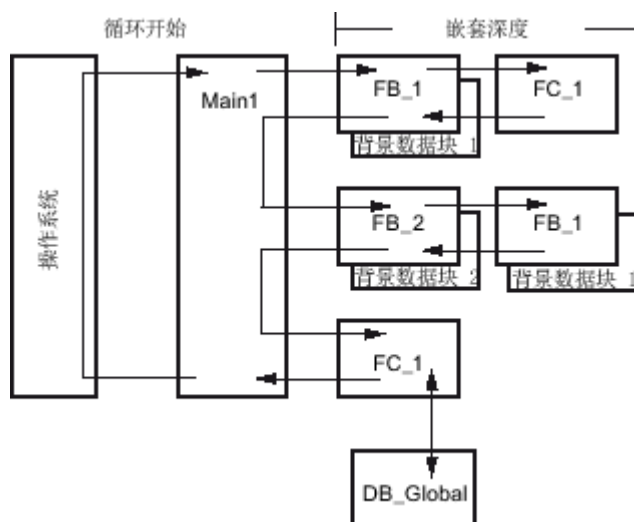 循环开始
嵌套深度
Main1
FB_1
FC_1
背景数据块 1
操作系统
FB_2
FB_1
背景数据块 2
背景数据块 1
FC_1
DB_Global